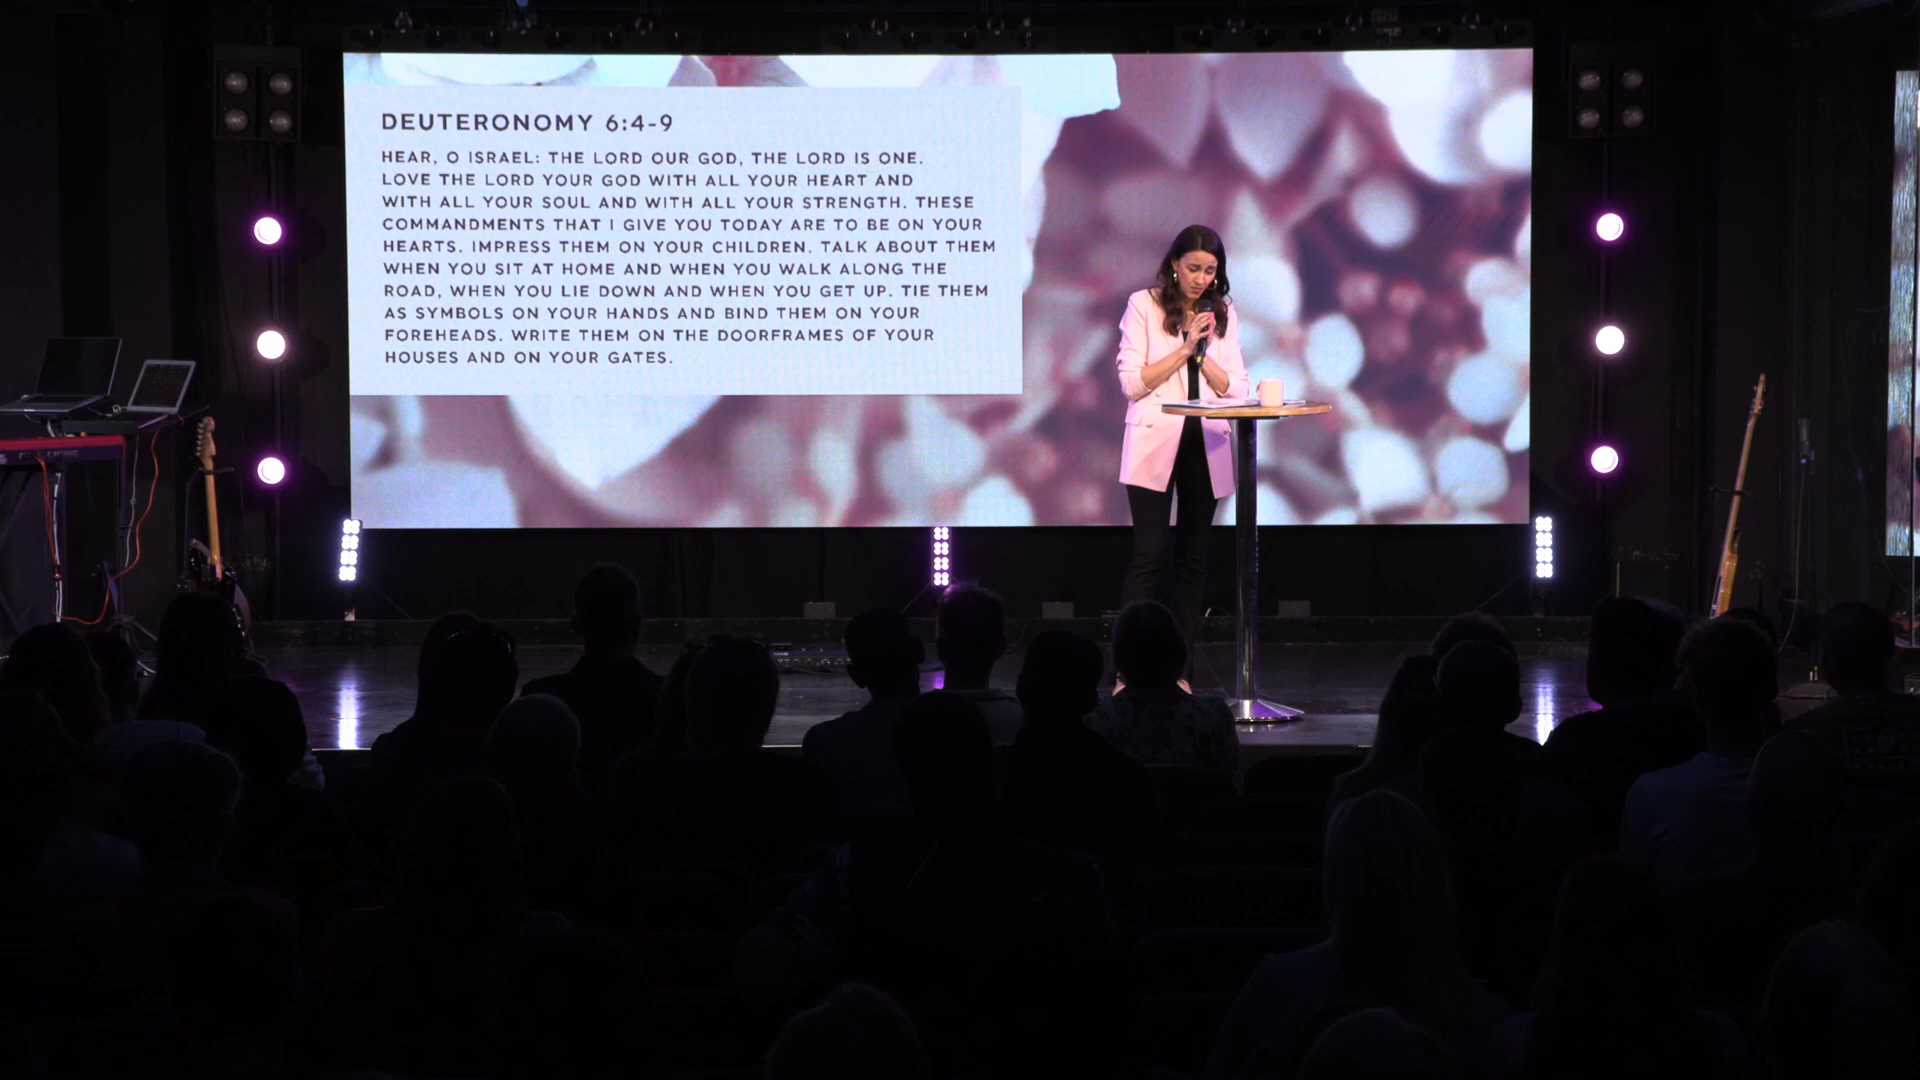 DEUTERONOMY 6:4-9
HEAR, O ISRAEL: THE LORD OUR GOD, THE LORD IS ONE.
LOVE THE LORD YOUR GOD WITH ALL YOUR HEART AND
WITH ALL YOUR SOUL AND WITH ALL YOUR STRENGTH. THESE
COMMANDMENTS THAT I GIVE YOU TODAY ARE TO BE ON YOUR
HEARTS. IMPRESS THEM ON YOUR CHILDREN. TALK ABOUT THEM
WHEN YOU SIT AT HOME AND WHEN YOU WALK ALONG THE
ROAD, WHEN YOU LIE DOWN AND WHEN YOU GET UP. TIE THEM
AS SYMBOLS ON YOUR HANDS AND BIND THEM ON YOUR
FOREHEADS. WRITE THEM ON THE DOORFRAMES OF YOUR
HOUSES AND ON YOUR GATES.